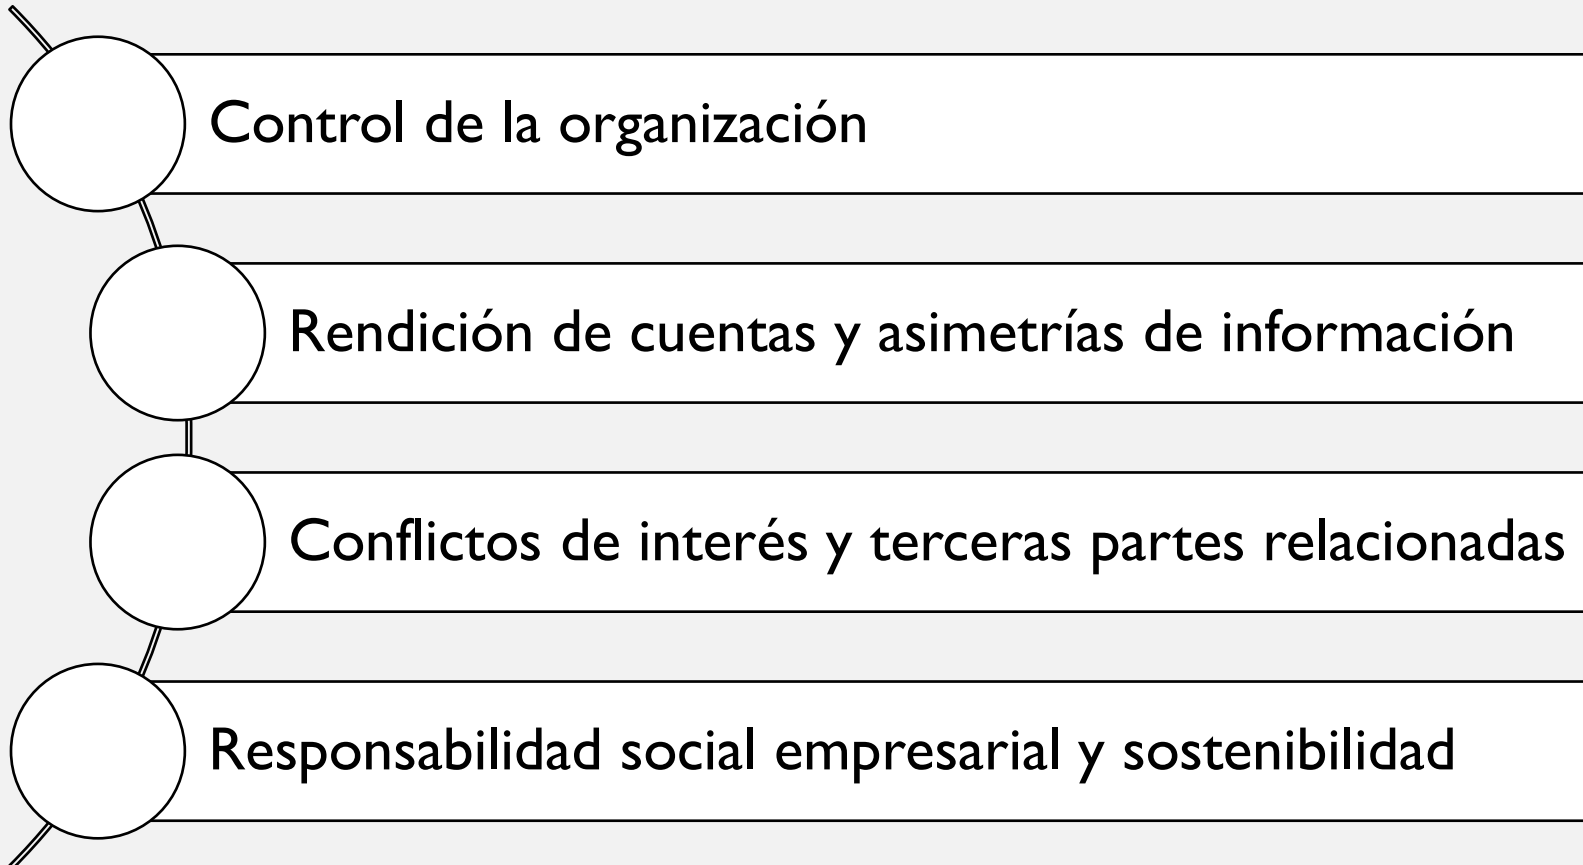 Control de la organización
Rendición de cuentas y asimetrías de información
Conflictos de interés y terceras partes relacionadas
Responsabilidad social empresarial y sostenibilidad